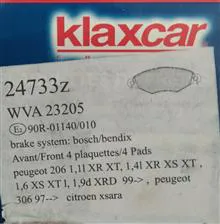 klaxcar
24733z
WVA 23205
E2 90R-01140/010
brake system: bosch/bendix
Avant/Front 4 plaquettes/4 Pads
peugeot 206 1,1I XR XT, 1,4I XR XS XT ,
1,6 XS XT I, 1,9d XRD 99-> , peugeot
306 97-> citroen xsara